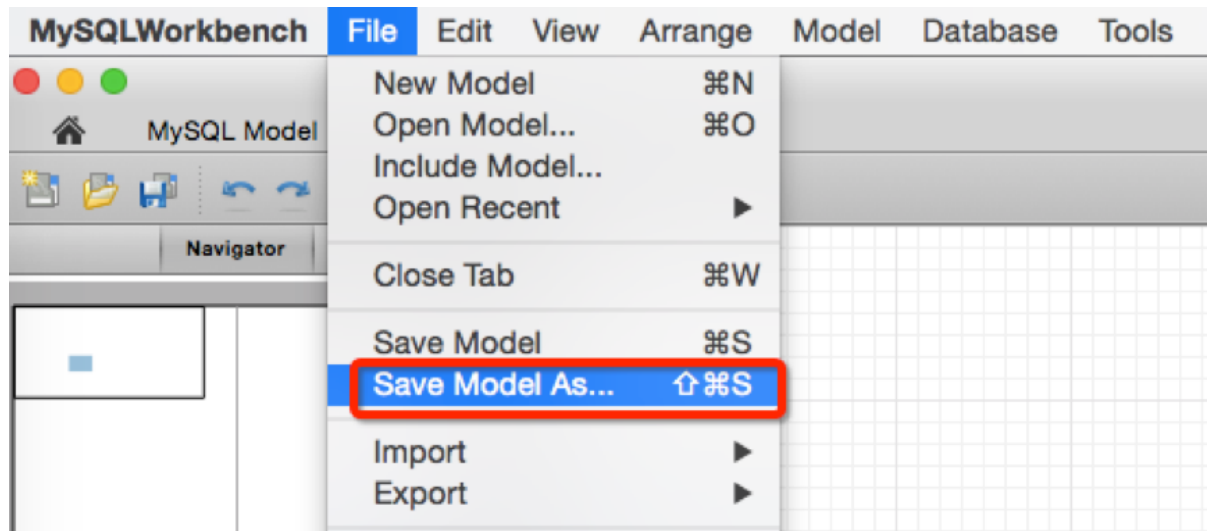 MySQLWorkbench File Edit View Arrange Model Database Tools
New Model ⌘N
MySQL Model
Open Model... ⌘O
Include Model...
Open Recent ▶
Navigator
Close Tab ⌘W
Save Model ⌘S
Save Model As... ⇧⌘S
Import ▶
Export ▶